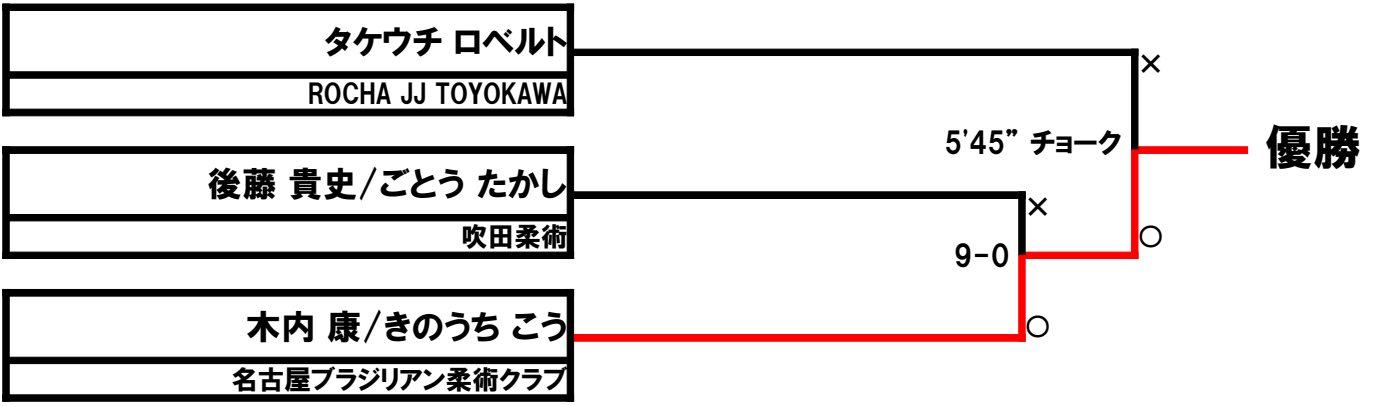 タケウチ ロベルト
ROCHA JJ TOYOKAWA
×
5'45” チョーク
優勝
後藤 貴史/ごとう たかし
×
吹田柔術
○
9-0
木内 康/きのうち こう
○
名古屋ブラジリアン柔術クラブ